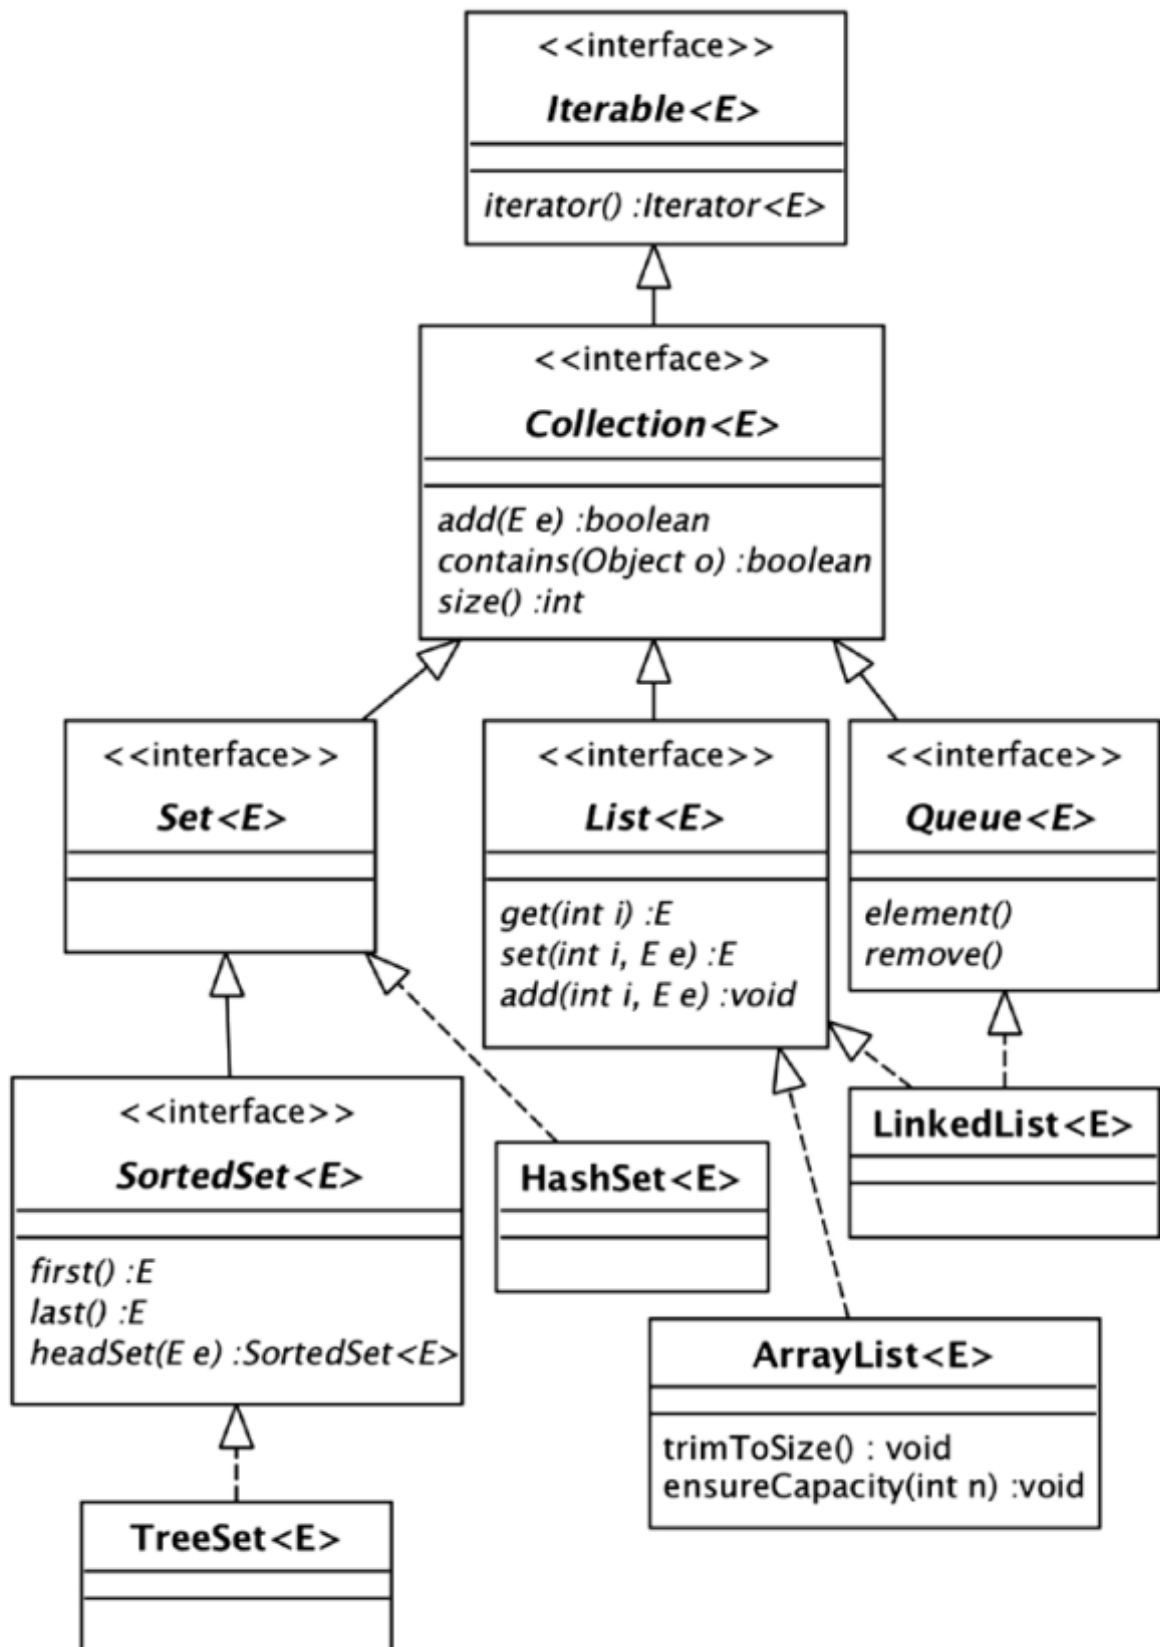 <<interface>>
Iterable<E>
iterator() :Iterator<E>
<<interface>>
Collection<E>
add(E e) :boolean
contains(Object o) :boolean
size() :int
<<interface>>
Set<E>
<<interface>>
List<E>
get(int i) :E
set(int i, E e) :E
add(int i, E e) :void
<<interface>>
Queue<E>
element()
remove()
<<interface>>
SortedSet<E>
first() :E
last() :E
headSet(E e) :SortedSet<E>
HashSet<E>
LinkedList<E>
ArrayList<E>
trimToSize() : void
ensureCapacity(int n) :void
TreeSet<E>